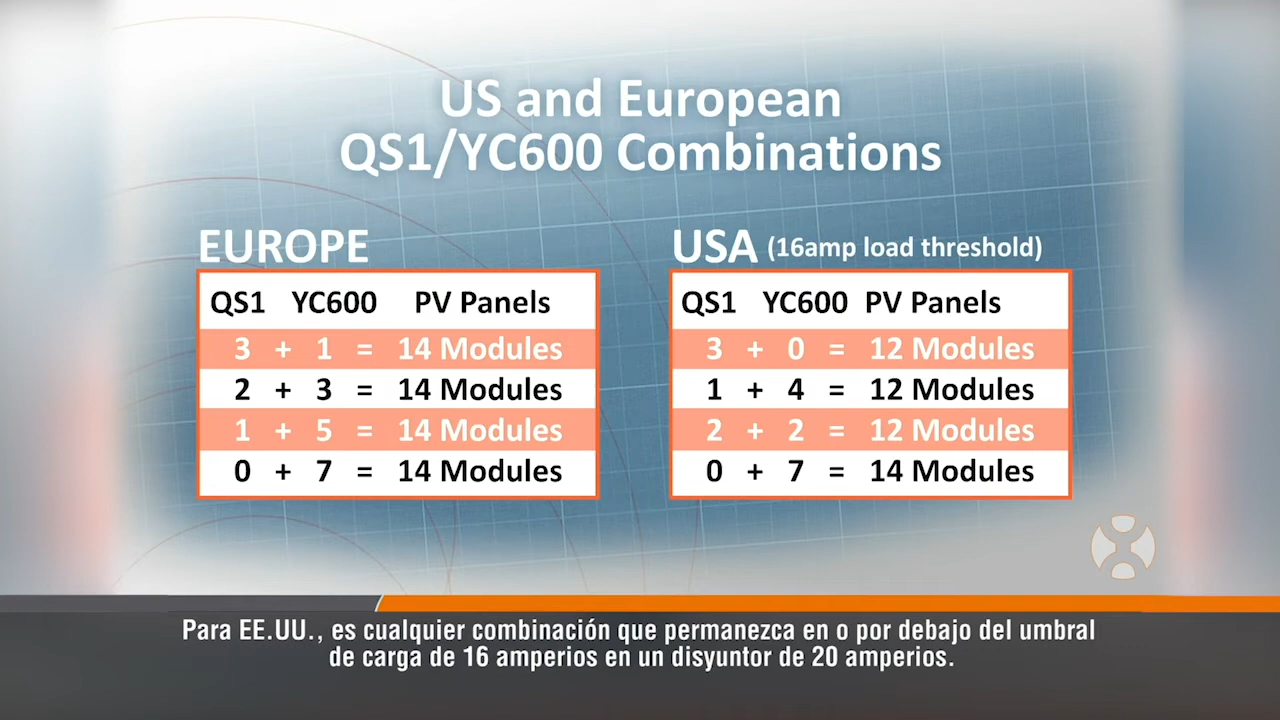 US and European
QS1/YC600 Combinations
EUROPE
QS1 YC600 PV Panels
3 + 1 = 14 Modules
2 + 3 = 14 Modules
1 + 5 = 14 Modules
0 + 7 = 14 Modules
USA (16amp load threshold)
QS1 YC600 PV Panels
3 + 0 = 12 Modules
1 + 4 = 12 Modules
2 + 2 = 12 Modules
0 + 7 = 14 Modules
Para EE.UU., es cualquier combinación que permanezca en o por debajo del umbral
de carga de 16 amperios en un disyuntor de 20 amperios.